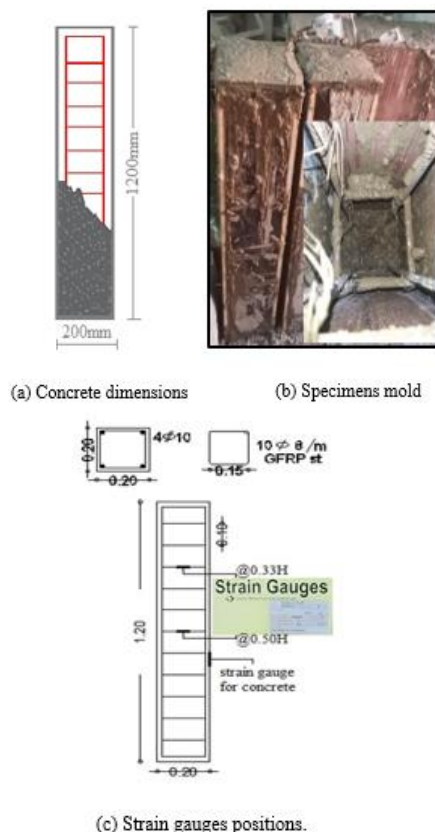 1200mm
200mm
(a) Concrete dimensions
(b) Specimens mold
0.20
4⌀10
0.20
10 ⌀ 8 /m
GFRP st
0.15
0.10
@0.33H
Strain Gauges
1.20
@0.50H
strain gauge
for concrete
0.20
(c) Strain gauges positions.